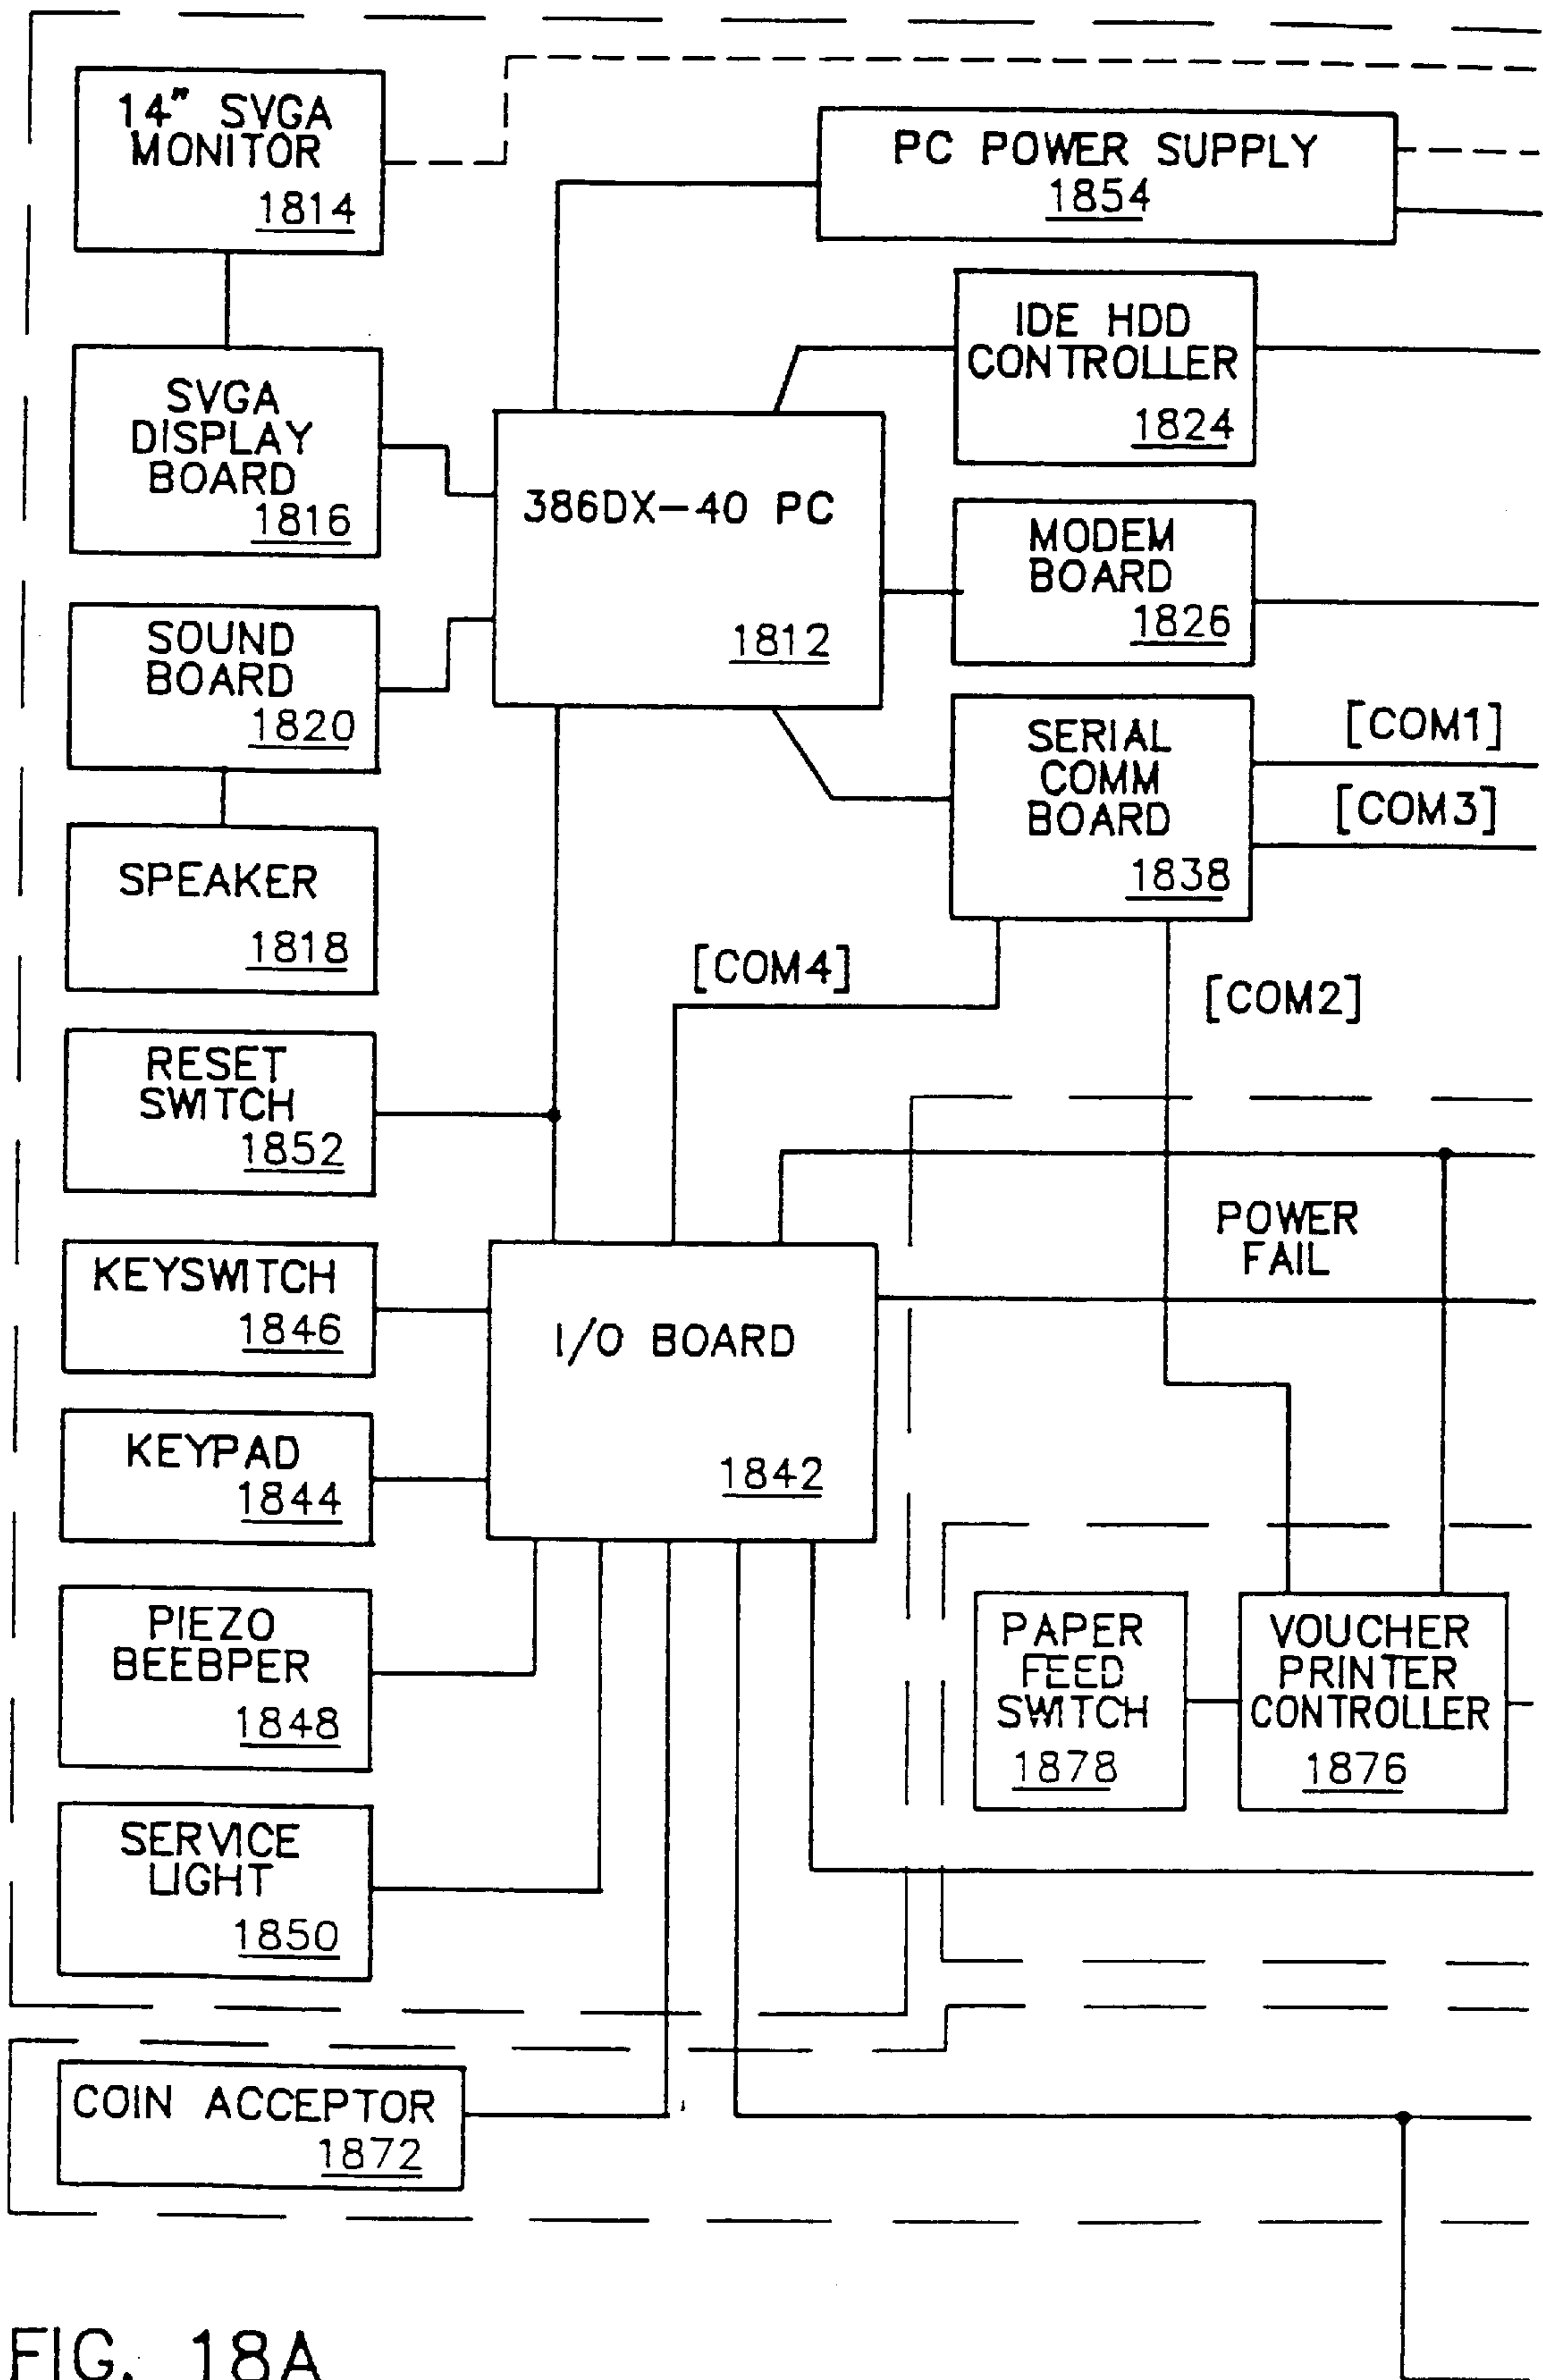 14” SVGA
MONITOR
1814
PC POWER SUPPLY
1854
IDE HDD
CONTROLLER
1824
SVGA
DISPLAY
BOARD
1816
386DX-40 PC
1812
MODEM
BOARD
1826
SOUND
BOARD
1820
SERIAL
COMM
BOARD
1838
[COM1]
[COM3]
SPEAKER
1818
[COM4]
[COM2]
RESET
SWITCH
1852
POWER
FAIL
KEYSWITCH
1846
I/O BOARD
1842
KEYPAD
1844
PIEZO
BEEBPER
1848
PAPER
FEED
SWITCH
1878
VOUCHER
PRINTER
CONTROLLER
1876
SERVICE
LIGHT
1850
COIN ACCEPTOR
1872
FIG. 18A